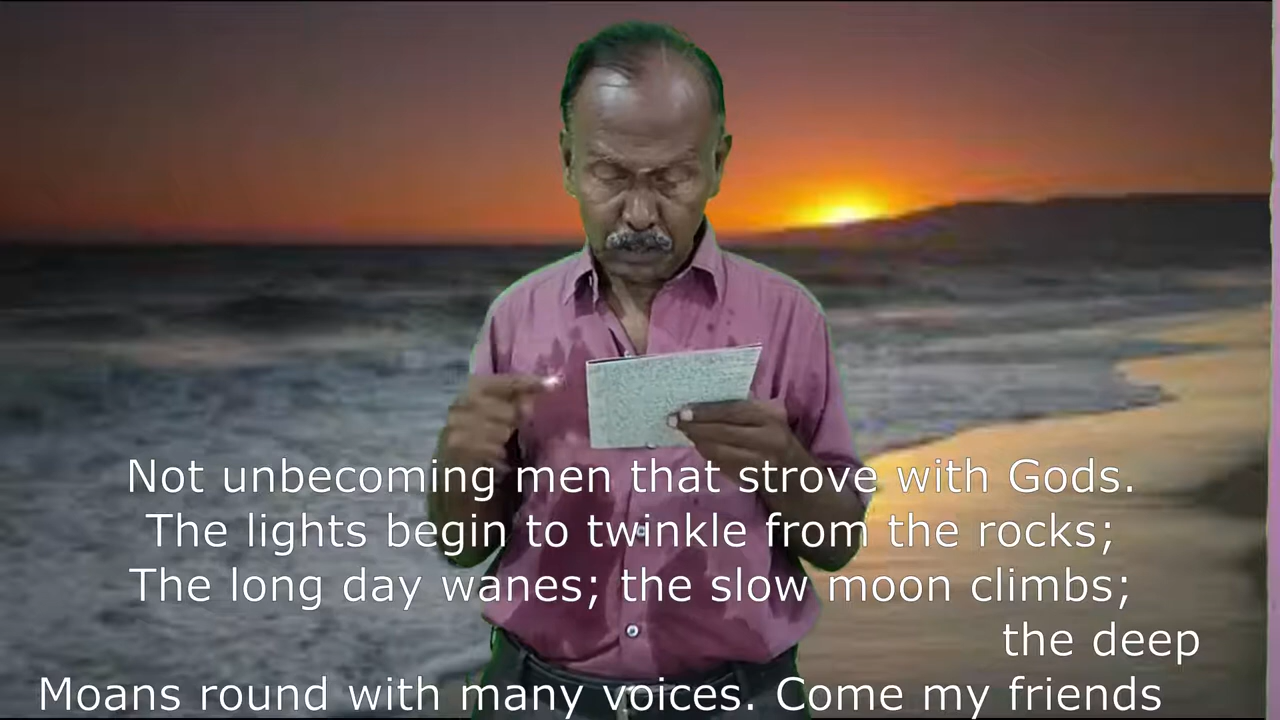 Not unbecoming men that strove with Gods.
The lights begin to twinkle from the rocks;
The long day wanes; the slow moon climbs;
the deep
Moans round with many voices. Come my friends